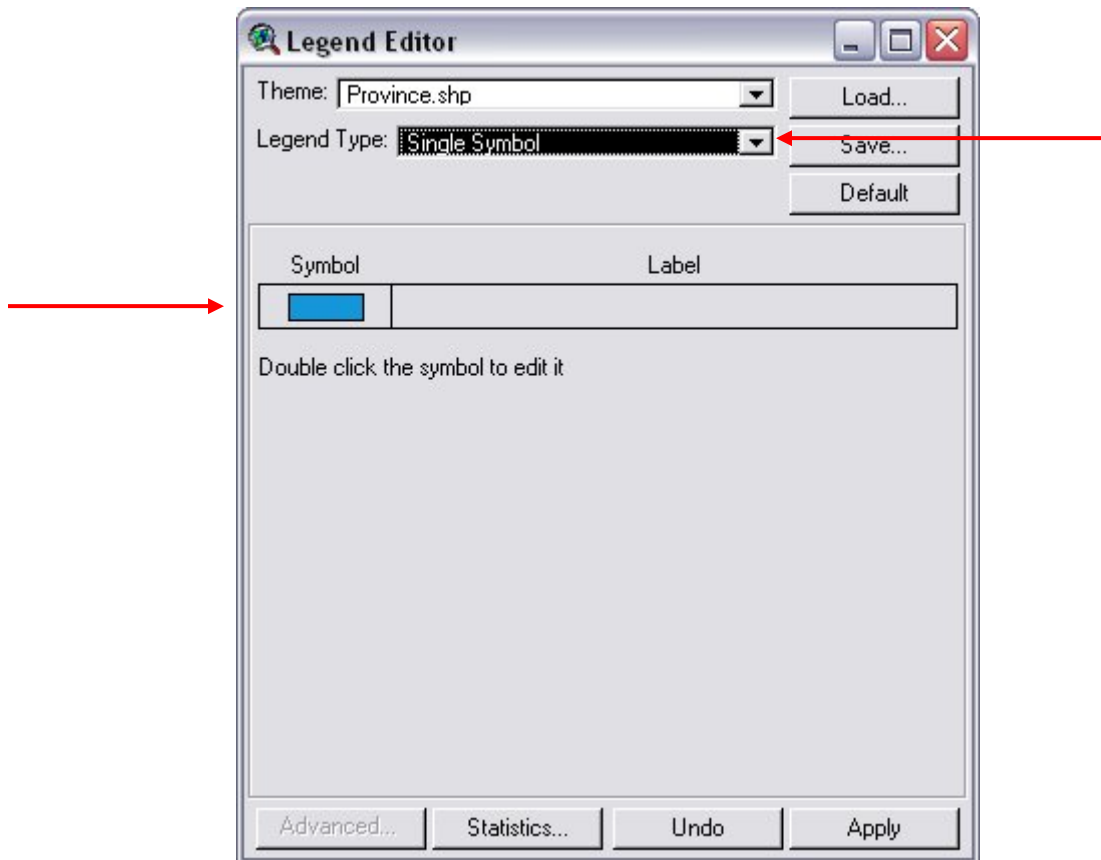 Legend Editor
Theme: Province.shp
Load...
Legend Type: Single Symbol
Save...
Default
Symbol Label
Double click the symbol to edit it
Advanced... Statistics... Undo Apply